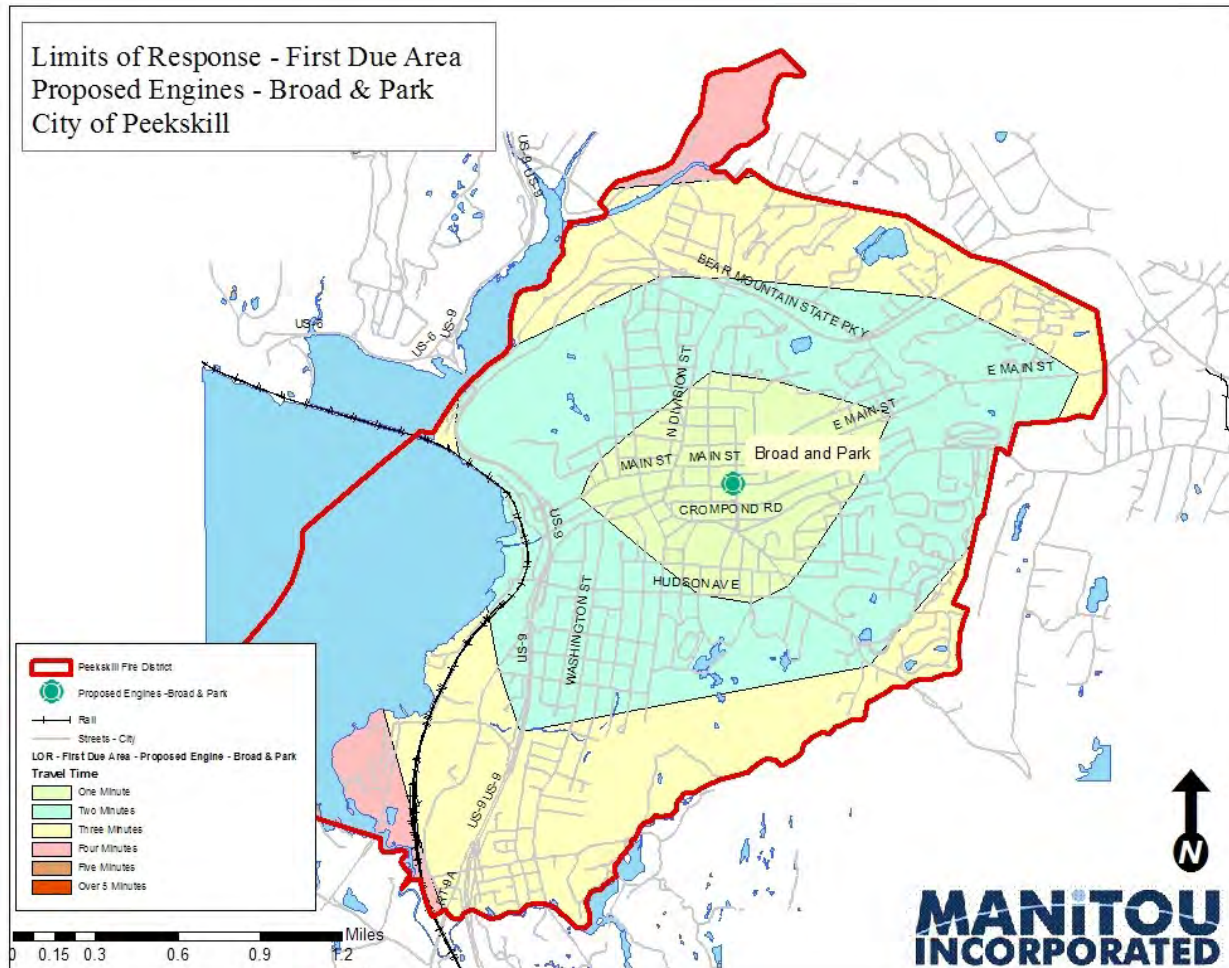 Limits of Response - First Due Area
Proposed Engines - Broad & Park
City of Peekskill
US-9 US-9
BEAR MOUNTAIN STATE PKY
US-6
US-6
US-9
N DIVISION ST
E MAIN ST
E MAIN ST
MAIN ST
MAIN ST
Broad and Park
CROMPOND RD
US-9
HUDSON AVE
WASHINGTON ST
US-9
US-9 US-9
RT-9A
Peekskill Fire District
Proposed Engines -Broad & Park
Rail
Streets - City
LOR - First Due Area - Proposed Engine - Broad & Park
Travel Time
One Minute
Two Minutes
Three Minutes
Four Minutes
Five Minutes
Over 5 Minutes
Miles
0 0.15 0.3 0.6 0.9 1.2
N
MANiTOU
INCORPORATED